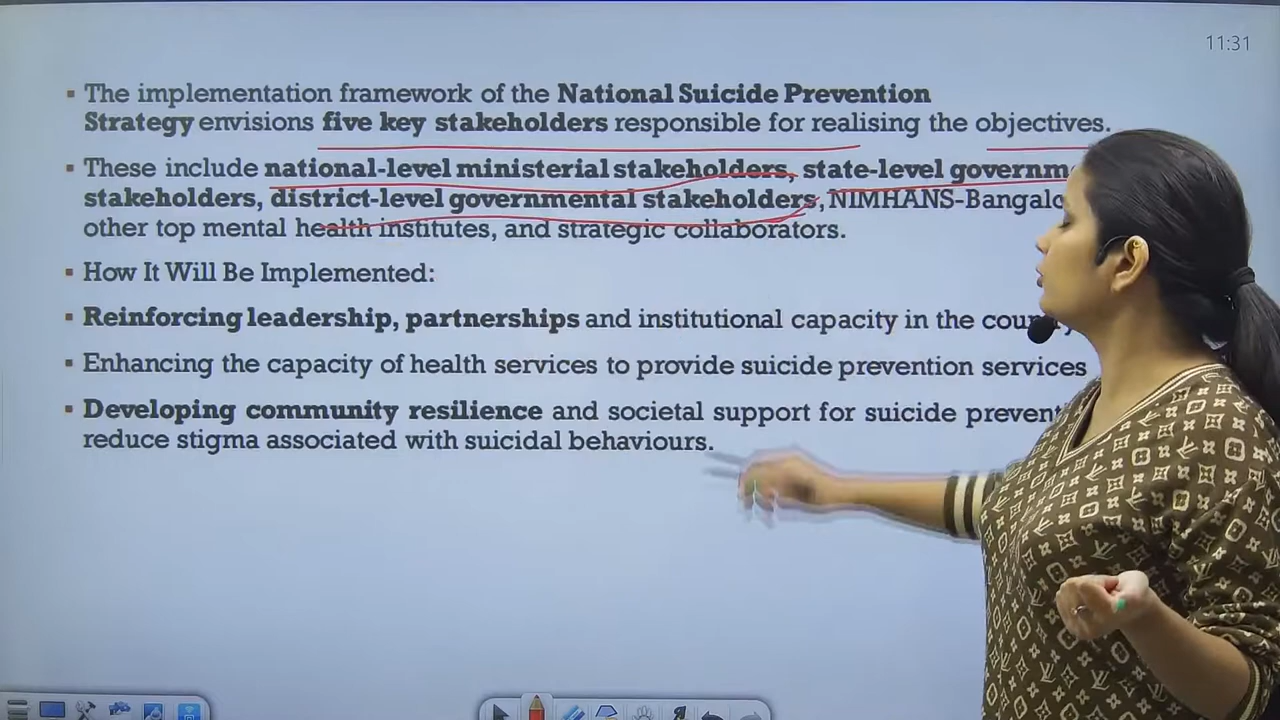 11:31
▪ The implementation framework of the National Suicide Prevention
Strategy envisions five key stakeholders responsible for realising the objectives.
▪ These include national-level ministerial stakeholders, state-level
stakeholders, district-level governmental stakeholders, NIMHANS-
other top mental health institutes, and strategic collaborators.
▪ How It Will Be Implemented:
▪ Reinforcing leadership, partnerships and institutional capacity in the
▪ Enhancing the capacity of health services to provide suicide prevention services
▪ Developing community resilience and societal support for suicide
reduce stigma associated with suicidal behaviours.